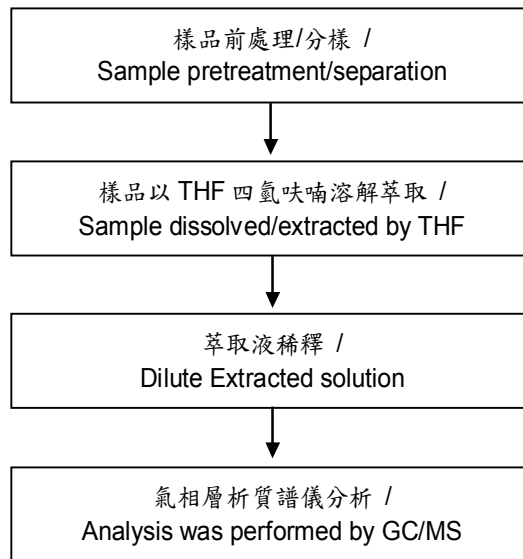 樣品前處理/分樣 /
Sample pretreatment/separation
樣品以 THF 四氫呋喃溶解萃取 /
Sample dissolved/extracted by THF
萃取液稀釋 /
Dilute Extracted solution
氣相層析質譜儀分析 /
Analysis was performed by GC/MS